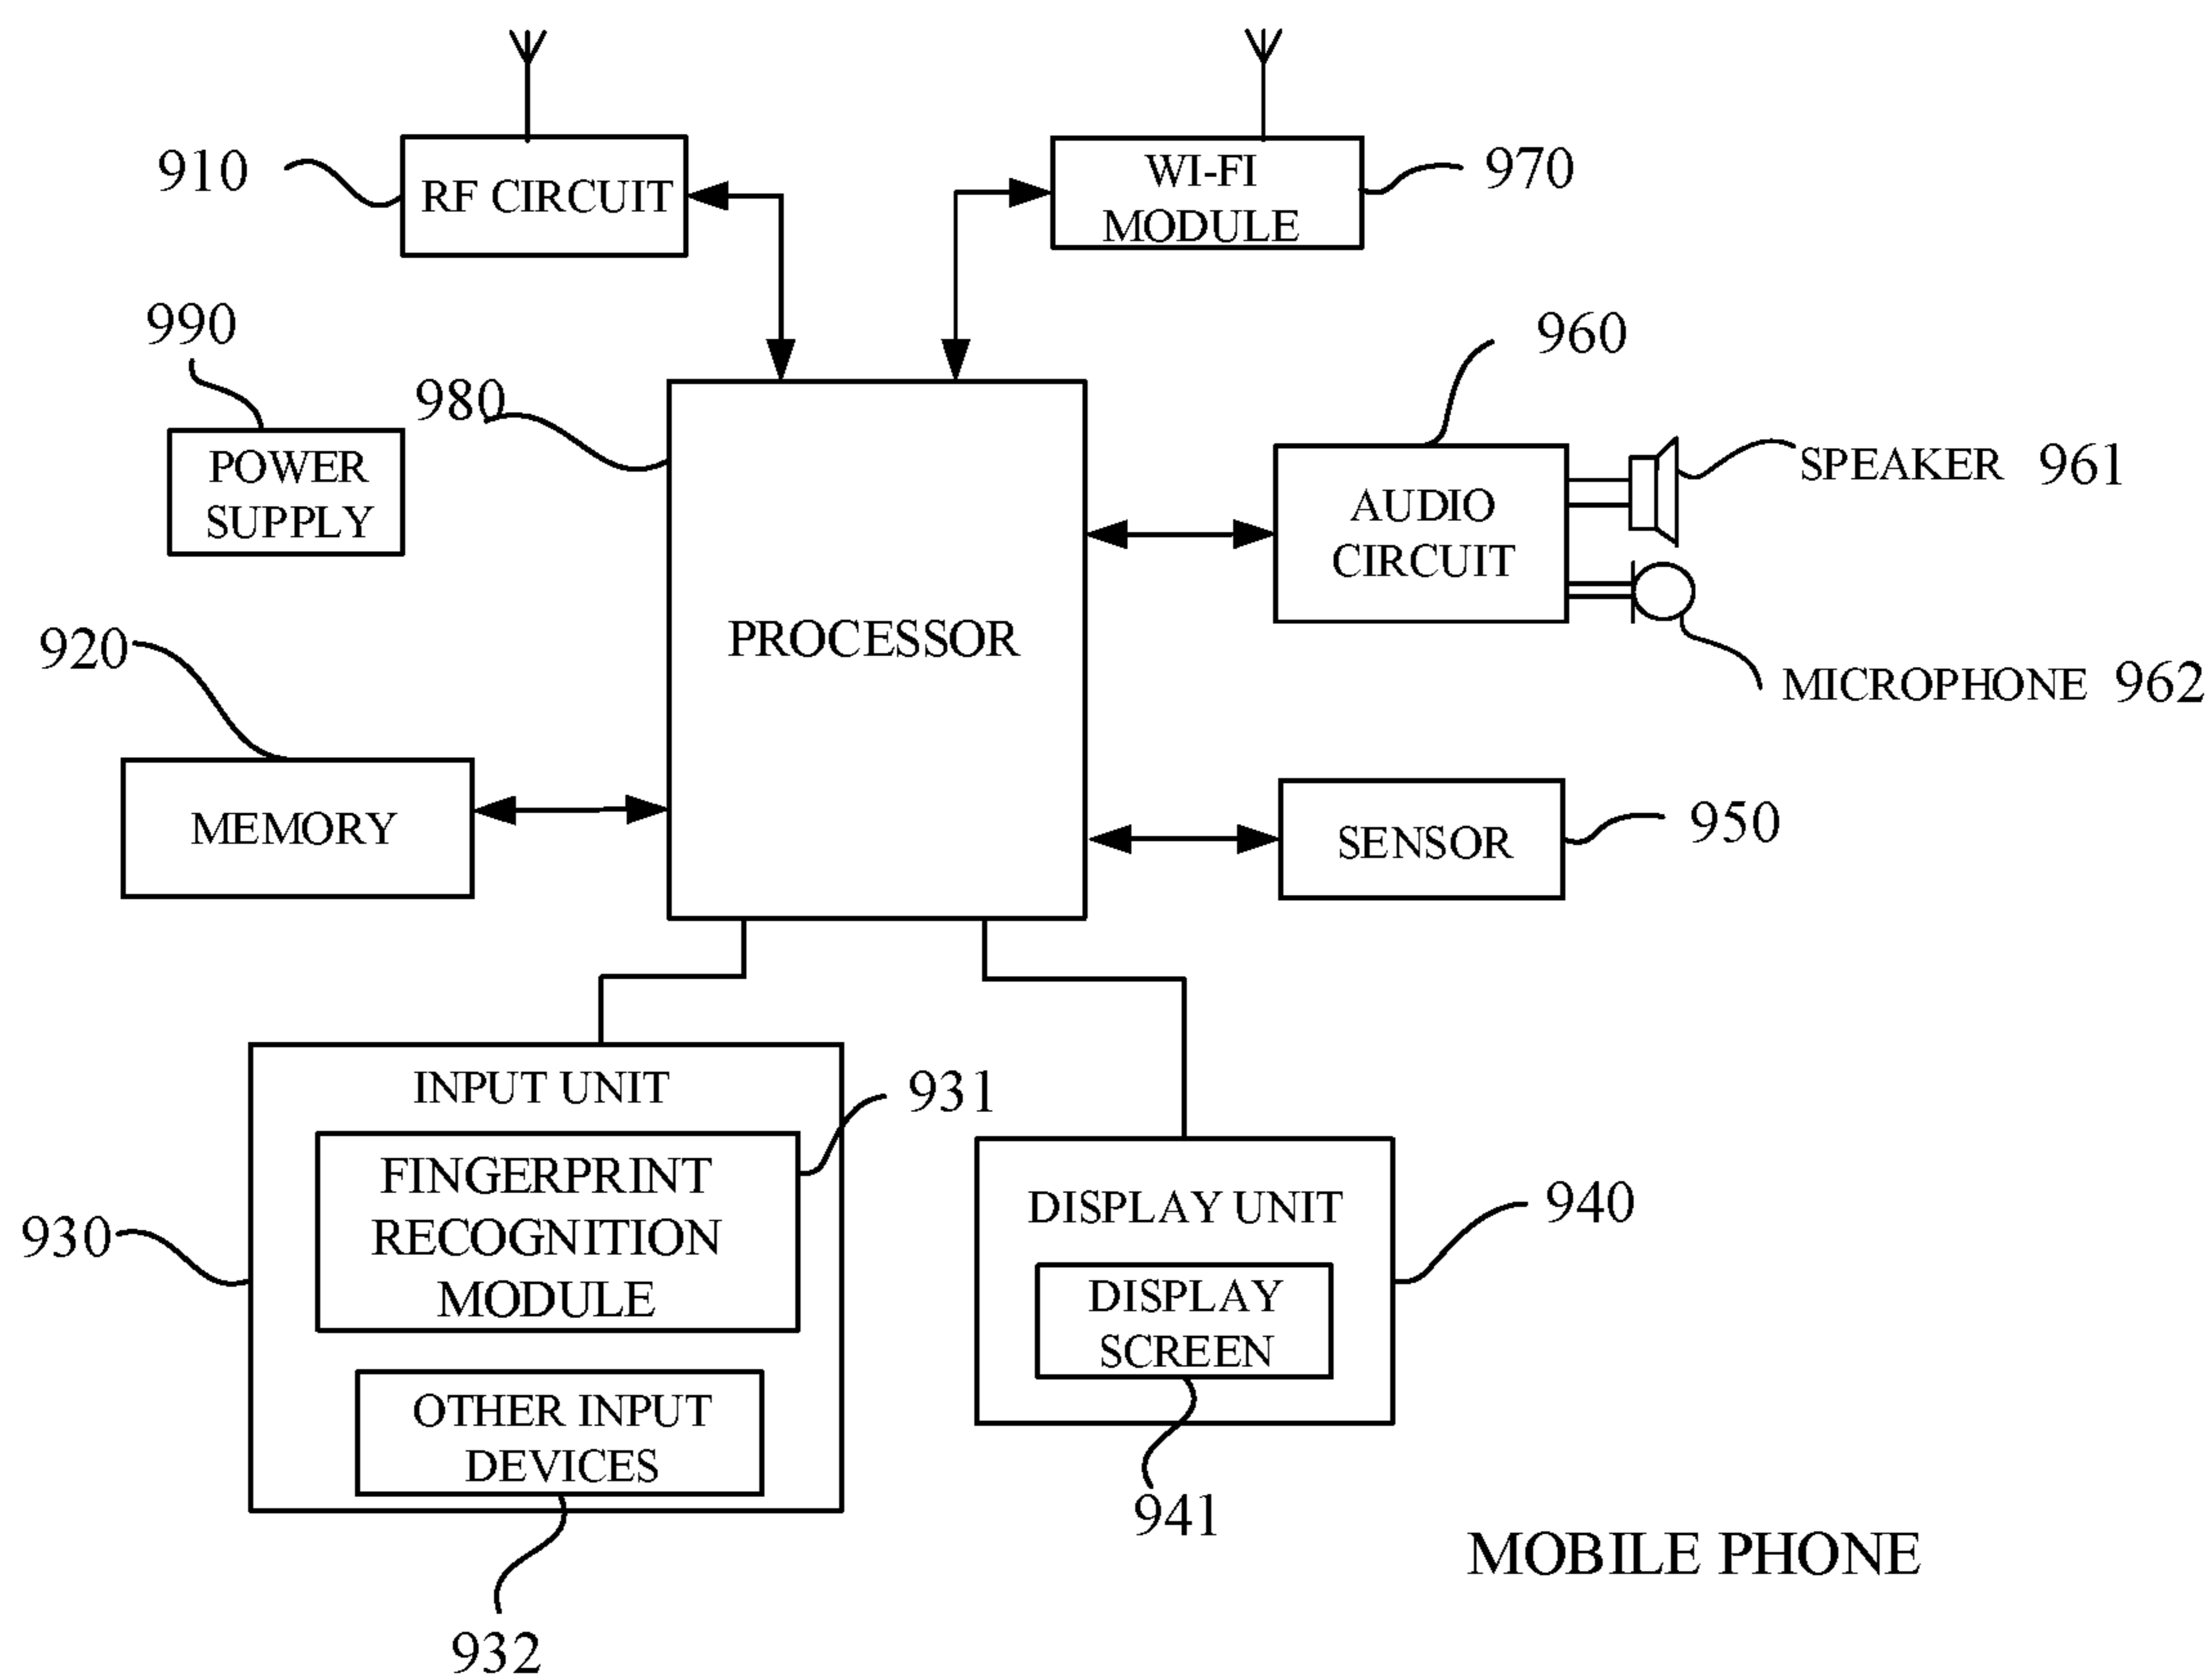 910
RF CIRCUIT
WI-FI
MODULE
970
990
980
960
POWER
SUPPLY
AUDIO
CIRCUIT
SPEAKER 961
PROCESSOR
920
MICROPHONE 962
MEMORY
SENSOR
950
INPUT UNIT
931
FINGERPRINT
RECOGNITION
MODULE
930
OTHER INPUT
DEVICES
932
DISPLAY UNIT
940
DISPLAY
SCREEN
941
MOBILE PHONE